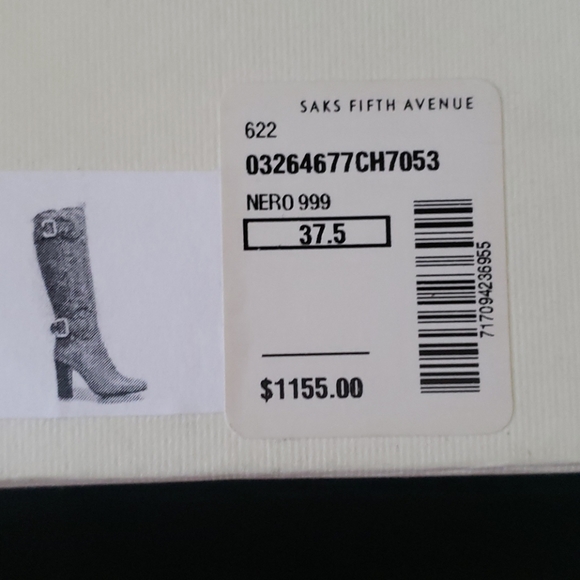 SAKS FIFTH AVENUE
622
03264677CH7053
NERO 999
37.5
$1155.00
717094236955